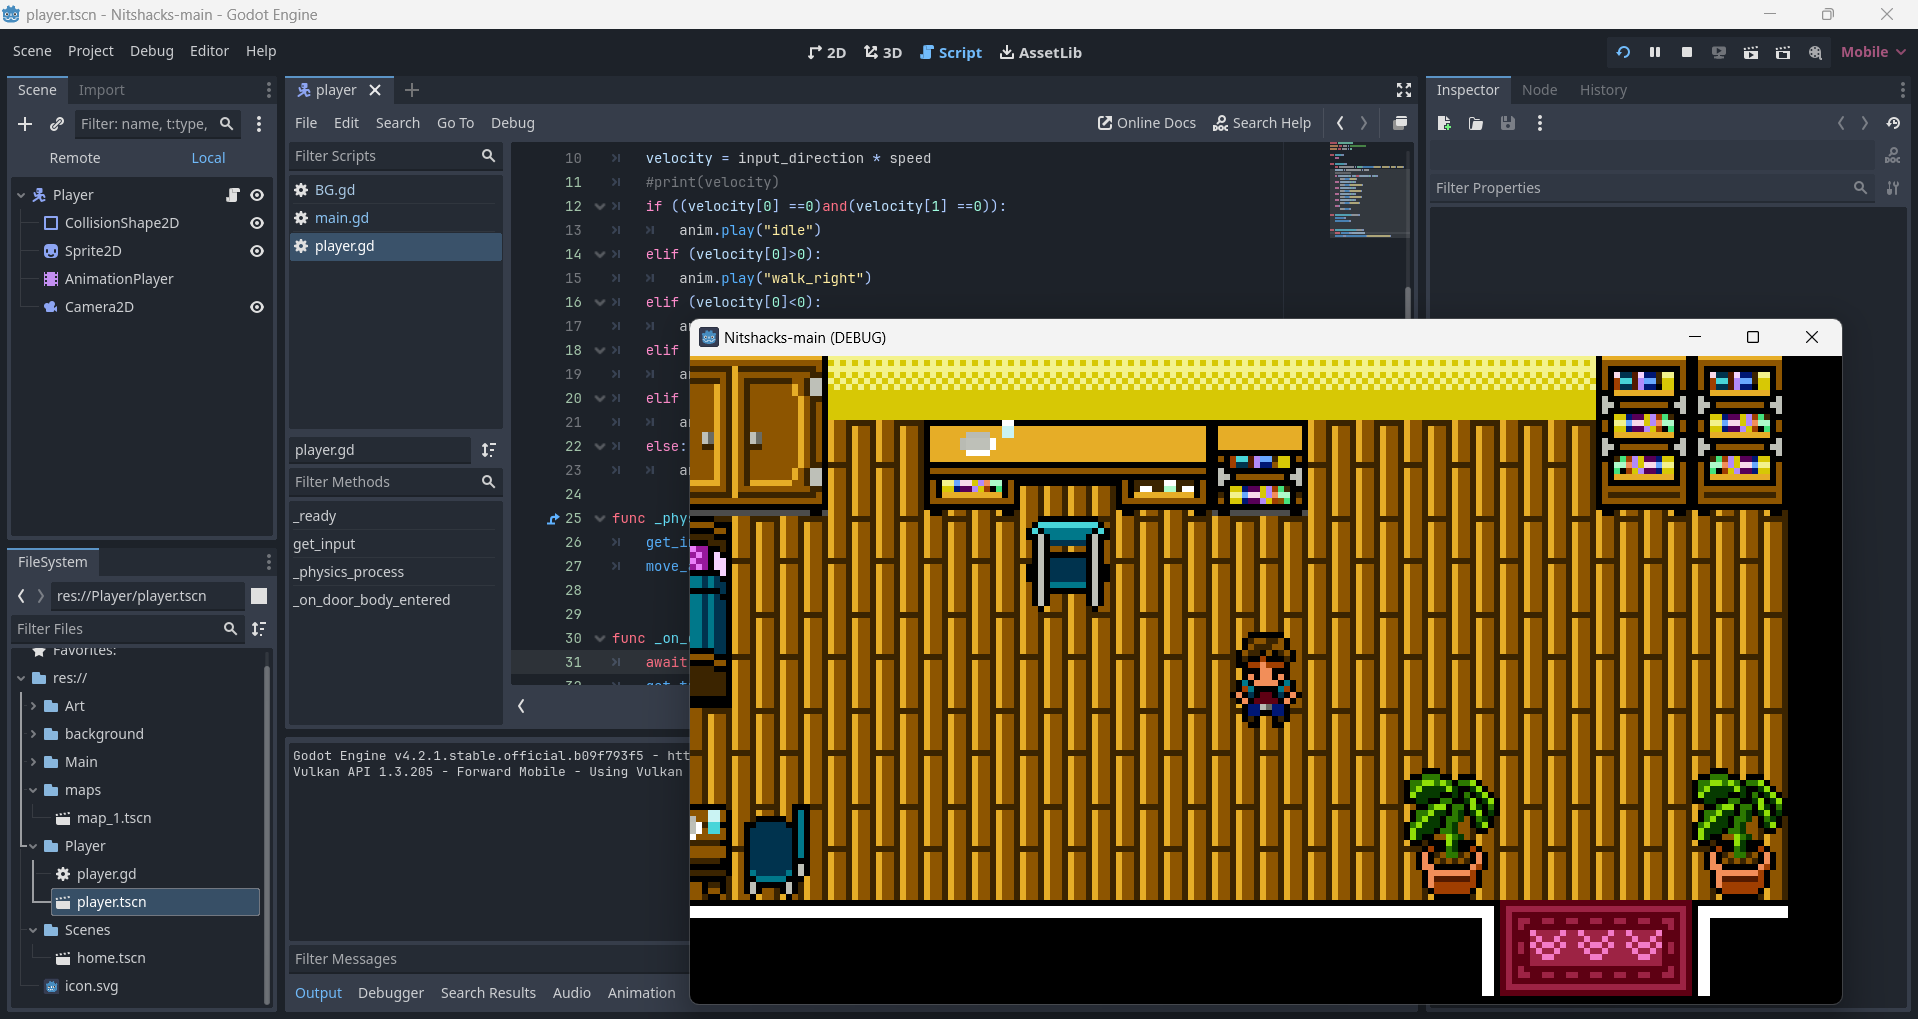 player.tscn - Nitshacks-main - Godot Engine
Scene Project Debug Editor Help
2D 3D Script AssetLib
Mobile
Scene Import
Filter: name, t:type,
Remote Local
Player
CollisionShape2D
Sprite2D
AnimationPlayer
Camera2D
FileSystem
res://Player/player.tscn
Filter Files
Favorites:
res://
Art
background
Main
maps
map_1.tscn
Player
player.gd
player.tscn
Scenes
home.tscn
icon.svg
player
File Edit Search Go To Debug
Online Docs Search Help
Filter Scripts
BG.gd
main.gd
player.gd
player.gd
Filter Methods
_ready
get_input
_physics_process
_on_door_body_entered
10 velocity = input_direction * speed
11 #print(velocity)
12 if ((velocity[0] ==0)and(velocity[1] ==0)):
13 anim.play("idle")
14 elif (velocity[0]>0):
15 anim.play("walk_right")
16 elif (velocity[0]<0):
17 a
18 elif
19 a
20 elif
21 a
22 else:
23 a
24
25 func _phy
26 get_i
27 move_
28
29
30 func _on_
31 await
Godot Engine v4.2.1.stable.official.b09f793f5 - htt
Vulkan API 1.3.205 - Forward Mobile - Using Vulkan
Filter Messages
Output Debugger Search Results Audio Animation
Inspector Node History
Filter Properties
Nitshacks-main (DEBUG)